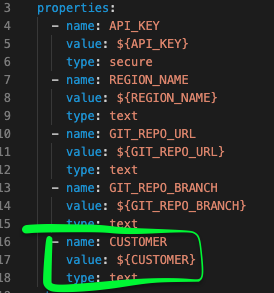 3 properties:
4 - name: API_KEY
5 value: ${API_KEY}
6 type: secure
7 - name: REGION_NAME
8 value: ${REGION_NAME}
9 type: text
10 - name: GIT_REPO_URL
11 value: ${GIT_REPO_URL}
12 type: text
13 - name: GIT_REPO_BRANCH
14 value: ${GIT_REPO_BRANCH}
15 type: text
16 - name: CUSTOMER
17 value: ${CUSTOMER}
18 type: text